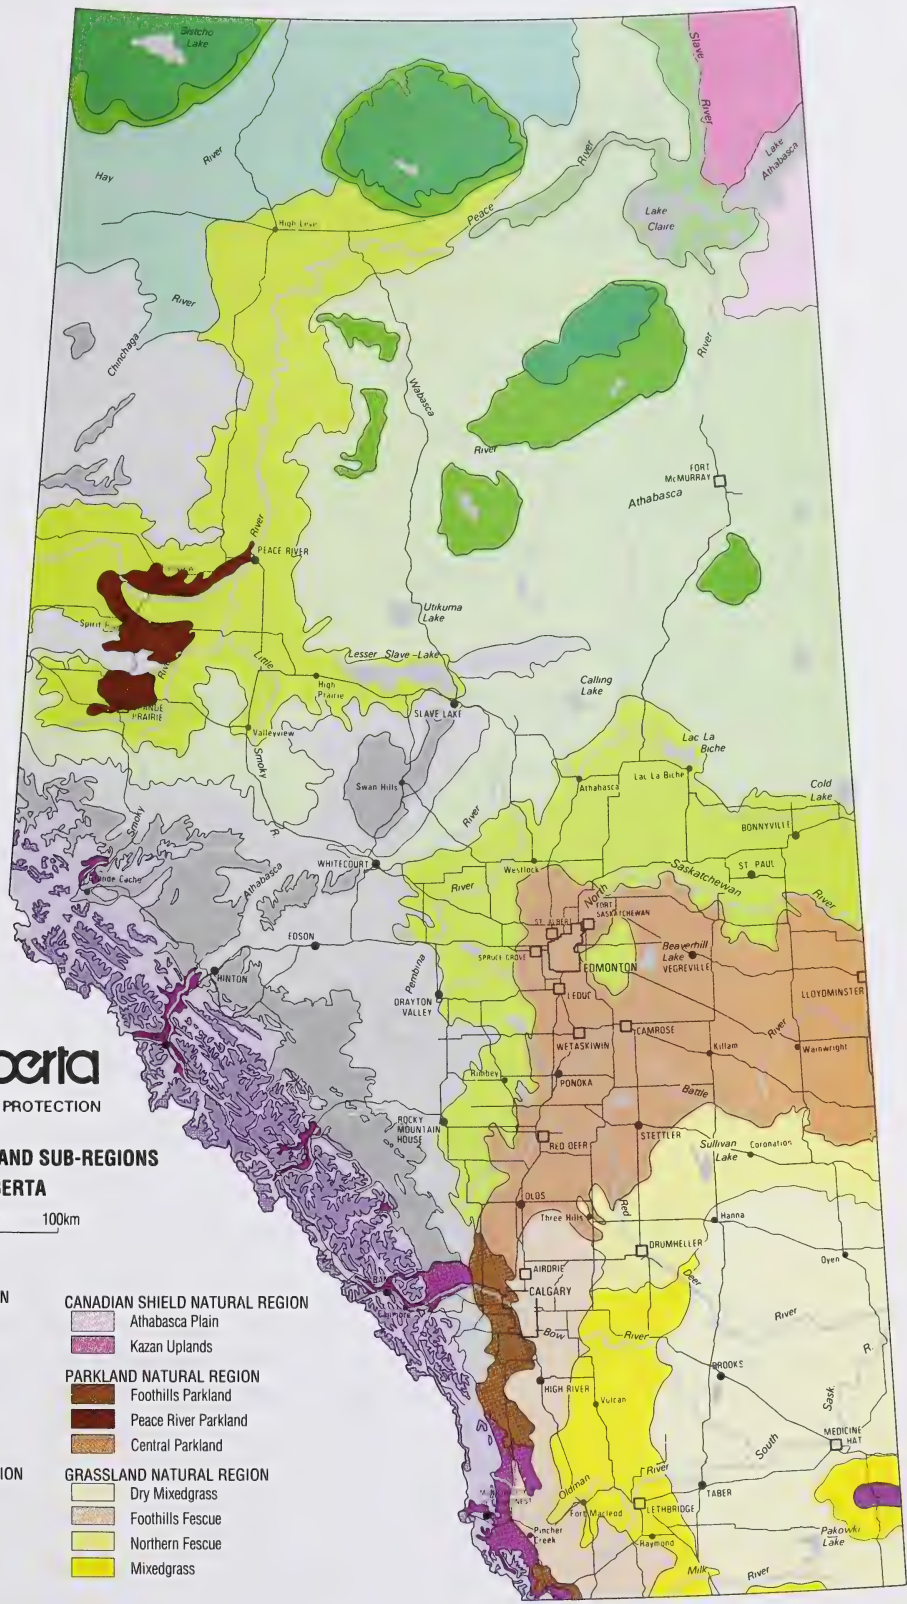 Bistcho
Lake
Slave
River
Hay
River
Lake
Athabasca
River
Peace
Lake
Claire
High Level
River
Chinchaga
River
Wabasca
River
FORT
McMURRAY
Athabasca
River
PEACE RIVER
Utikuma
Lake
Spirit
Little
Lesser Slave Lake
High
Prairie
Calling
Lake
PRAIRIE
SLAVE LAKE
Valleyview
Smoky
R.
Lac La
Biche
Lac La Biche
Swan Hills
Athabasca
Cold
Lake
BONNYVILLE
Smoky
River
WHITECOURT
Westlock
ST. PAUL
Grande Cache
Athabasca
River
North
Saskatchewan
River
FORT
SASKATCHEWAN
ST. ALBERT
EDSON
SPRUCE GROVE
EDMONTON
Beaverhill
Lake
VEGREVILLE
HINTON
Pembina
LEDUC
LLOYDMINSTER
DRAYTON
VALLEY
CAMROSE
WETASKIWIN
River
Killam
Wainwright
berta
PROTECTION
Rimbey
PONOKA
Battle
ROCKY
MOUNTAIN
HOUSE
RED DEER
STETTLER
Sullivan
Lake
Coronation
AND SUB-REGIONS
BERTA
100km
OLDS
Three Hills
Red
Hanna
DRUMHELLER
Oyen
AIRDRIE
Deer
CALGARY
Canmore
Bow
River
River
R.
BROOKS
HIGH RIVER
Vulcan
Sask.
MEDICINE
HAT
South
River
Oldman
TABER
LETHBRIDGE
Fort Macleod
Pincher
Creek
Raymond
Pakowki
Lake
Milk
River
N
CANADIAN SHIELD NATURAL REGION
Athabasca Plain
Kazan Uplands
PARKLAND NATURAL REGION
Foothills Parkland
Peace River Parkland
Central Parkland
ION
GRASSLAND NATURAL REGION
Dry Mixedgrass
Foothills Fescue
Northern Fescue
Mixedgrass